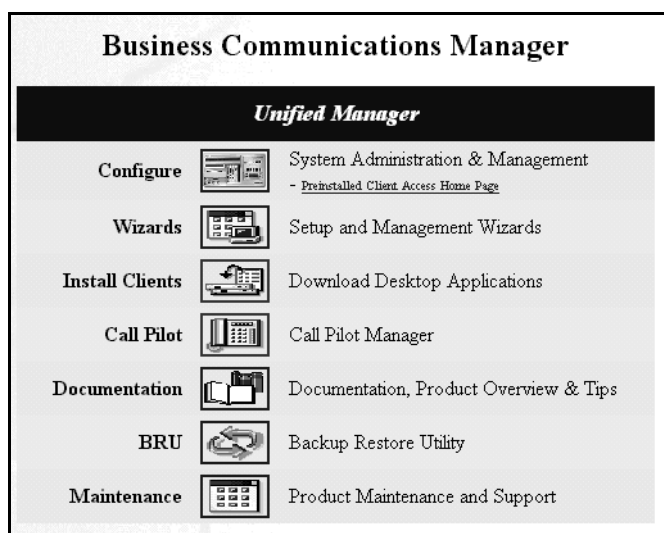 Business Communications Manager
Unified Manager
Configure System Administration & Management
- Preinstalled Client Access Home Page
Wizards Setup and Management Wizards
Install Clients Download Desktop Applications
Call Pilot Call Pilot Manager
Documentation Documentation, Product Overview & Tips
BRU Backup Restore Utility
Maintenance Product Maintenance and Support